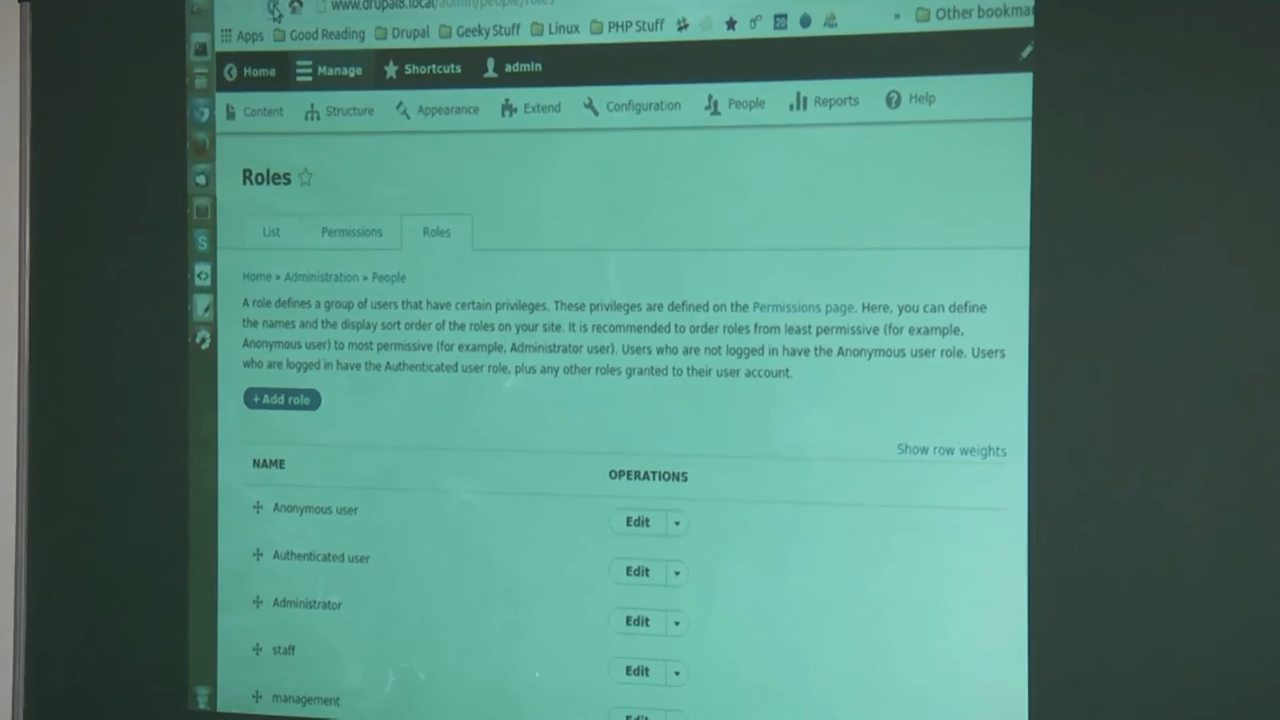 www.drupal8.local/admin/people/roles
Apps Good Reading Drupal Geeky Stuff Linux PHP Stuff » Other bookma
Home Manage Shortcuts admin
Content Structure Appearance Extend Configuration People Reports Help
Roles
List Permissions Roles
Home » Administration » People
A role defines a group of users that have certain privileges. These privileges are defined on the Permissions page. Here, you can define
the names and the display sort order of the roles on your site. It is recommended to order roles from least permissive (for example,
Anonymous user) to most permissive (for example, Administrator user). Users who are not logged in have the Anonymous user role. Users
who are logged in have the Authenticated user role, plus any other roles granted to their user account.
+ Add role
Show row weights
NAME OPERATIONS
Anonymous user Edit
Authenticated user Edit
Administrator Edit
staff Edit
management Edit